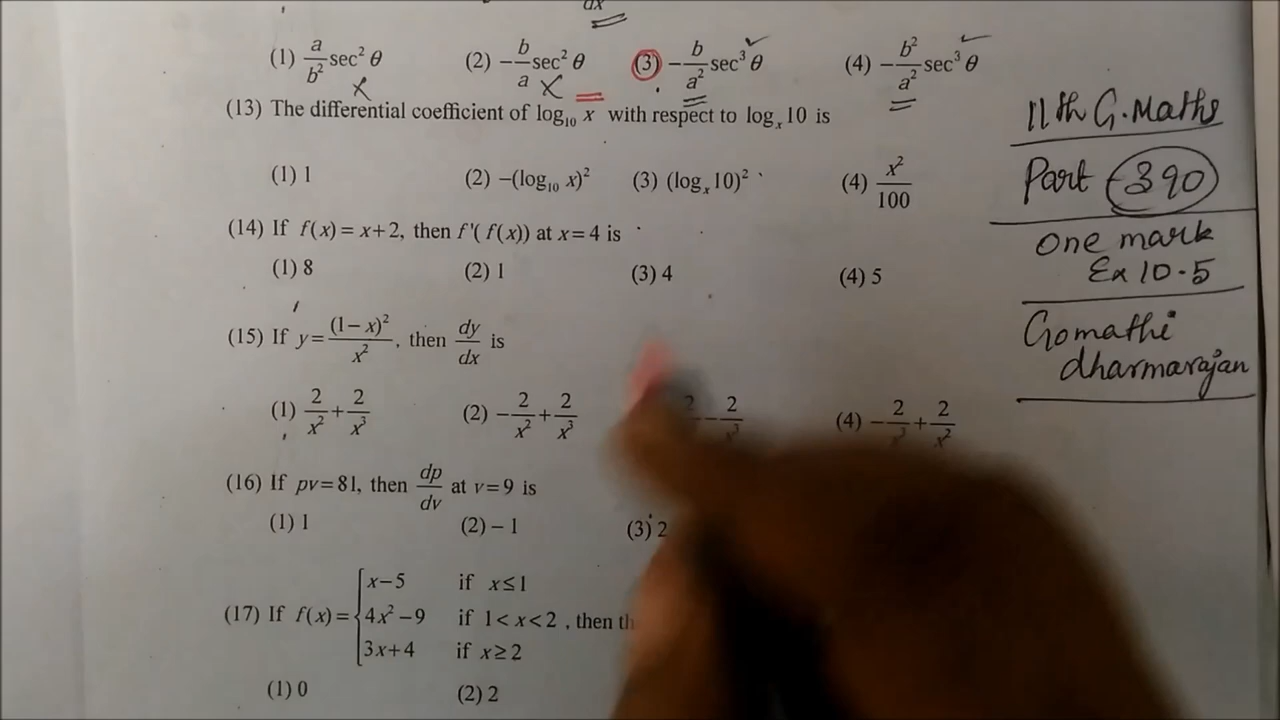 dx
(1) a/b² sec² θ (2) −b/a sec² θ (3) −b/a² sec³ θ (4) −b²/a² sec³ θ
(13) The differential coefficient of log₁₀ x with respect to logₓ 10 is
(1) 1 (2) −(log₁₀ x)² (3) (logₓ 10)² (4) x²/100
(14) If f(x) = x+2, then f '( f(x)) at x = 4 is
(1) 8 (2) 1 (3) 4 (4) 5
(15) If y = (1−x)²/x², then dy/dx is
(1) 2/x² + 2/x³ (2) −2/x² + 2/x³ 2 − 2/x³ (4) −2/x³ + 2/x²
(16) If pv = 81, then dp/dv at v = 9 is
(1) 1 (2) − 1 (3) 2
(17) If f(x) = { x−5 if x ≤ 1
4x² −9 if 1 < x < 2 , then
3x+4 if x ≥ 2
(1) 0 (2) 2
11th G. Maths
Part - 390
One mark
Ex 10.5
Gomathi
dharmarajan